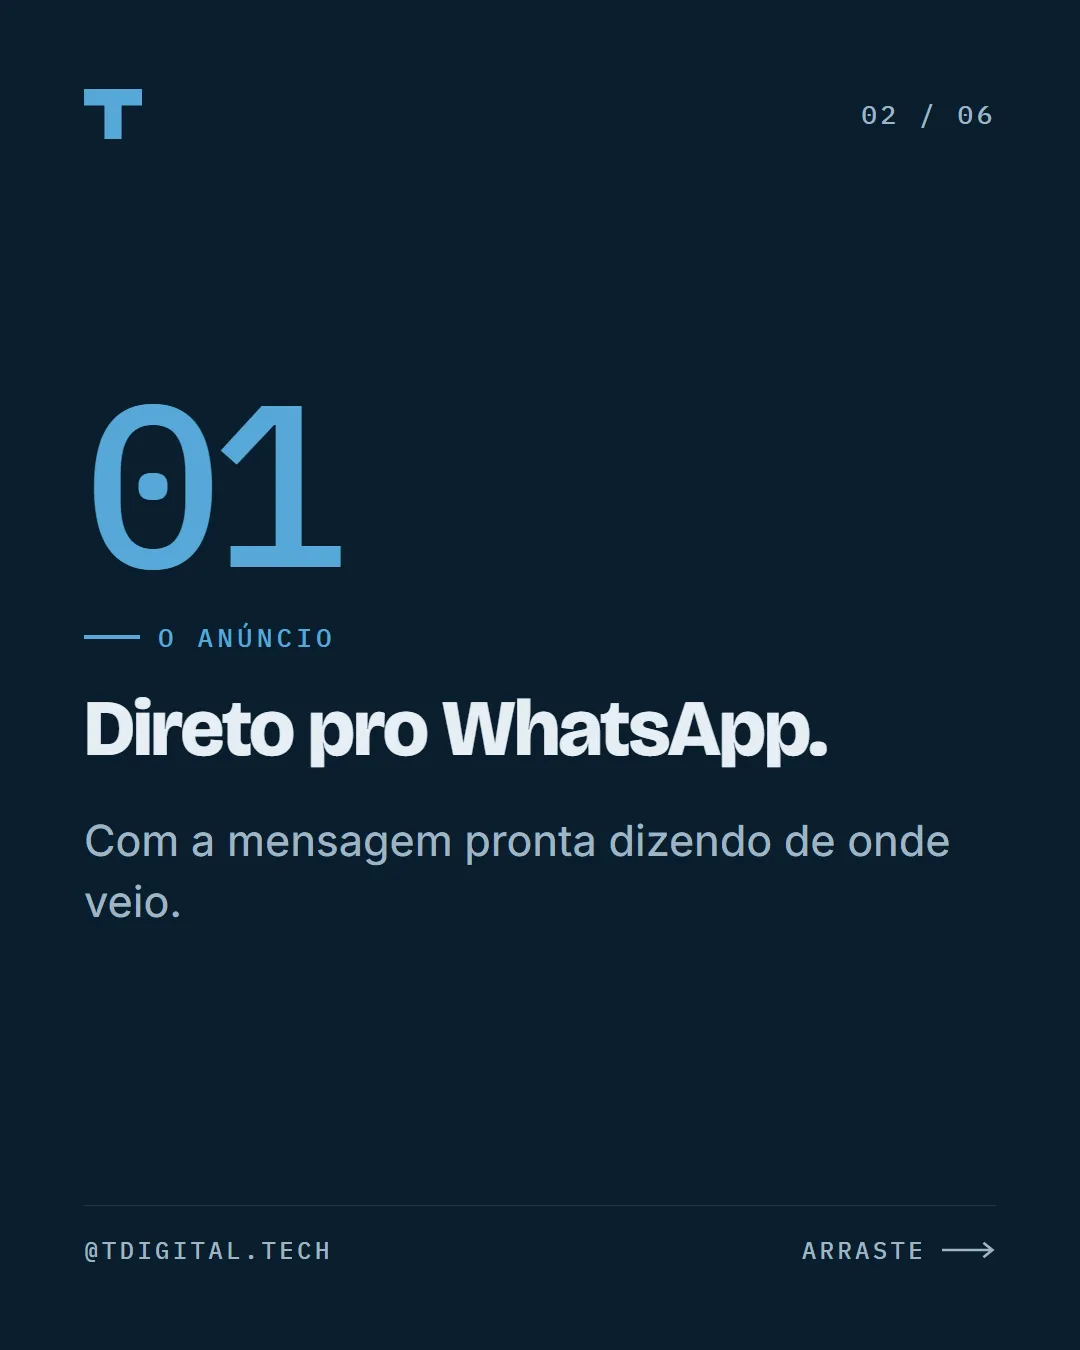 T
02 / 06
01
O ANÚNCIO
Direto pro WhatsApp.
Com a mensagem pronta dizendo de onde
veio.
@TDIGITAL.TECH
ARRASTE